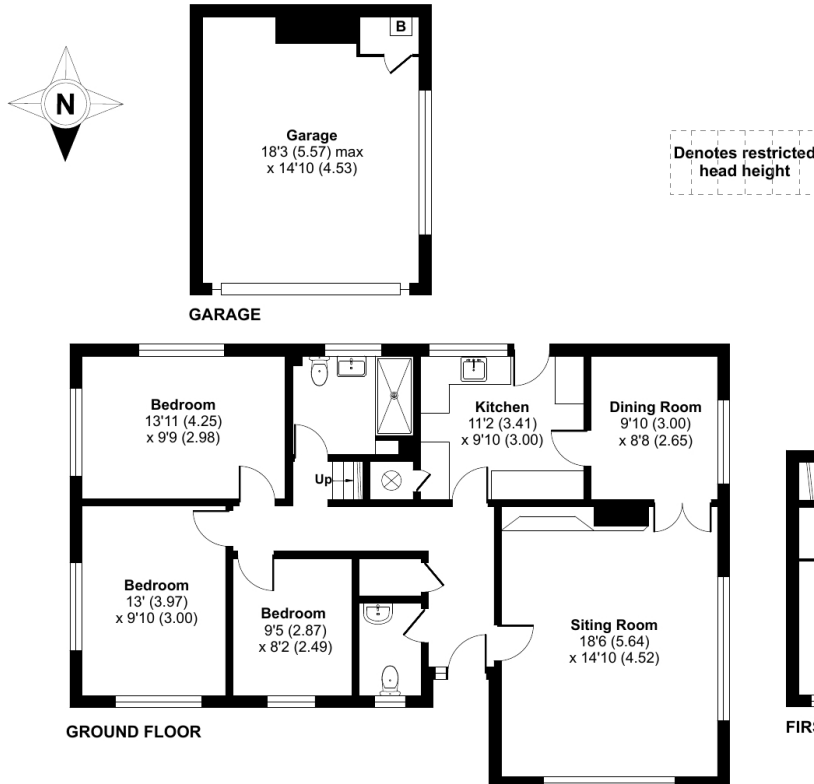 B
N
Garage
18'3 (5.57) max
x 14'10 (4.53)
Denotes restricted
head height
GARAGE
Bedroom
13'11 (4.25)
x 9'9 (2.98)
Kitchen
11'2 (3.41)
x 9'10 (3.00)
Dining Room
9'10 (3.00)
x 8'8 (2.65)
Up
Bedroom
13' (3.97)
x 9'10 (3.00)
Bedroom
9'5 (2.87)
x 8'2 (2.49)
Siting Room
18'6 (5.64)
x 14'10 (4.52)
GROUND FLOOR